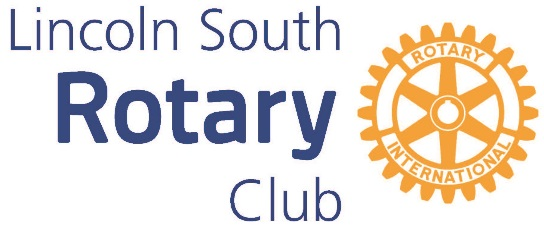 Lincoln South
Rotary
Club
ROTARY
INTERNATIONAL